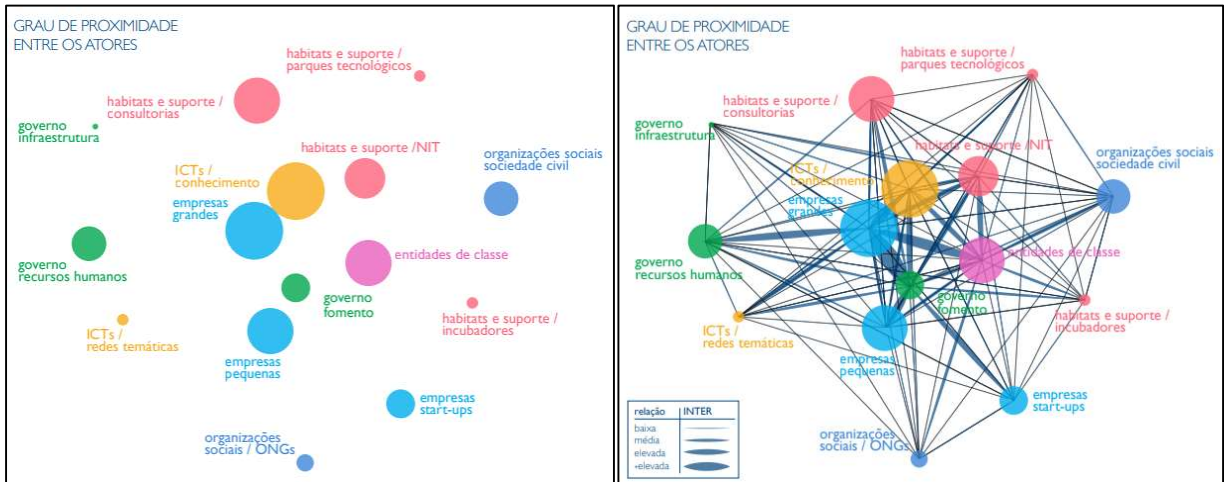 GRAU DE PROXIMIDADE
ENTRE OS ATORES
habitats e suporte /
parques tecnológicos
habitats e suporte /
consultorias
governo
infraestrutura
habitats e suporte /NIT
organizações sociais
sociedade civil
ICTs /
conhecimento
empresas
grandes
entidades de classe
governo
recursos humanos
governo
fomento
habitats e suporte /
incubadores
ICTs /
redes temáticas
empresas
pequenas
empresas
start-ups
organizações
sociais / ONGs
GRAU DE PROXIMIDADE
ENTRE OS ATORES
habitats e suporte /
parques tecnológicos
habitats e suporte /
consultorias
governo
infraestrutura
habitats e suporte /NIT
organizações sociais
sociedade civil
ICTs /
conhecimento
empresas
grandes
entidades de classe
governo
recursos humanos
governo
fomento
habitats e suporte /
incubadores
ICTs /
redes temáticas
empresas
pequenas
empresas
start-ups
organizações
sociais / ONGs
relação INTER
baixa
média
elevada
+elevada